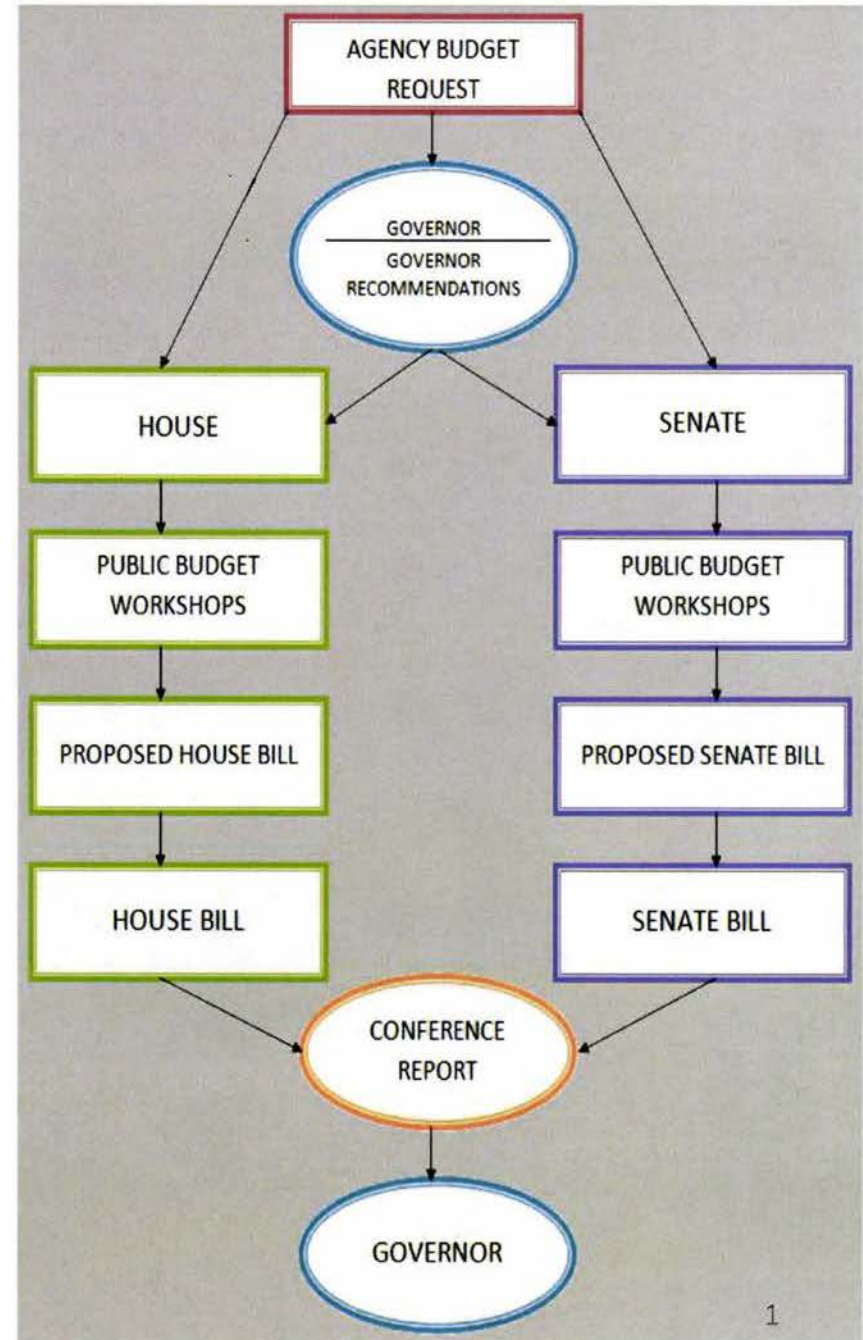 AGENCY BUDGET
REQUEST
GOVERNOR
GOVERNOR
RECOMMENDATIONS
HOUSE
SENATE
PUBLIC BUDGET
WORKSHOPS
PUBLIC BUDGET
WORKSHOPS
PROPOSED HOUSE BILL
PROPOSED SENATE BILL
HOUSE BILL
SENATE BILL
CONFERENCE
REPORT
GOVERNOR
1